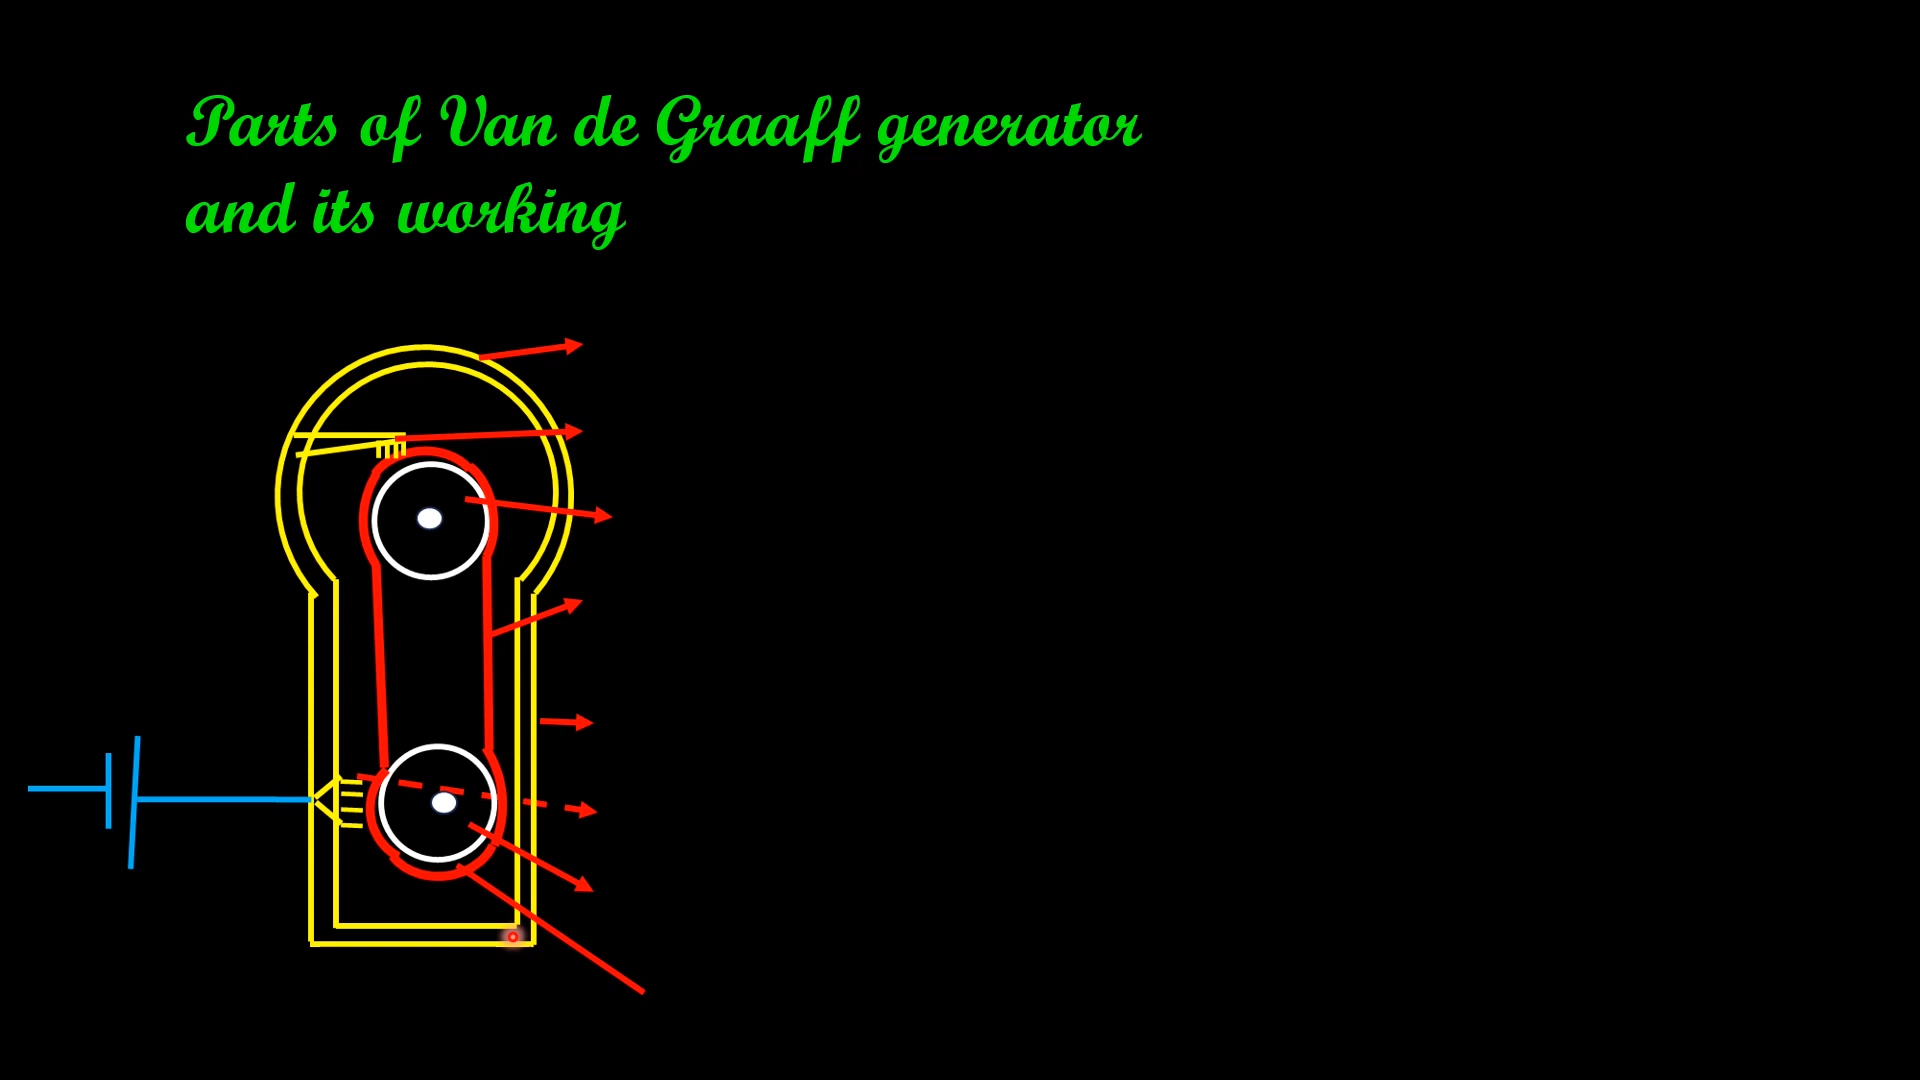 Parts of Van de Graaff generator
and its working